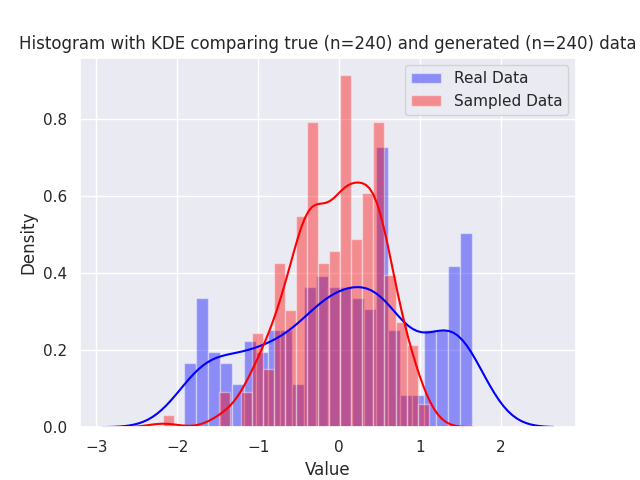 Histogram with KDE comparing true (n=240) and generated (n=240) data
Real Data
Sampled Data
Density
0.8
0.6
0.4
0.2
0.0
−3 −2 −1 0 1 2
Value